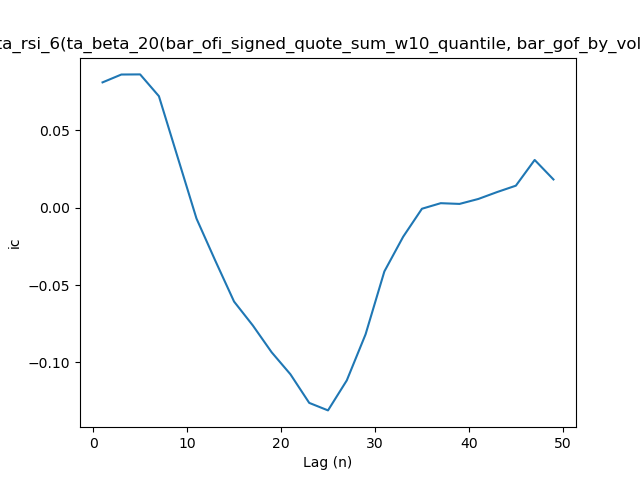 ta_rsi_6(ta_beta_20(bar_ofi_signed_quote_sum_w10_quantile, bar_gof_by_vol
0.05
0.00
−0.05
−0.10
ic
0 10 20 30 40 50
Lag (n)